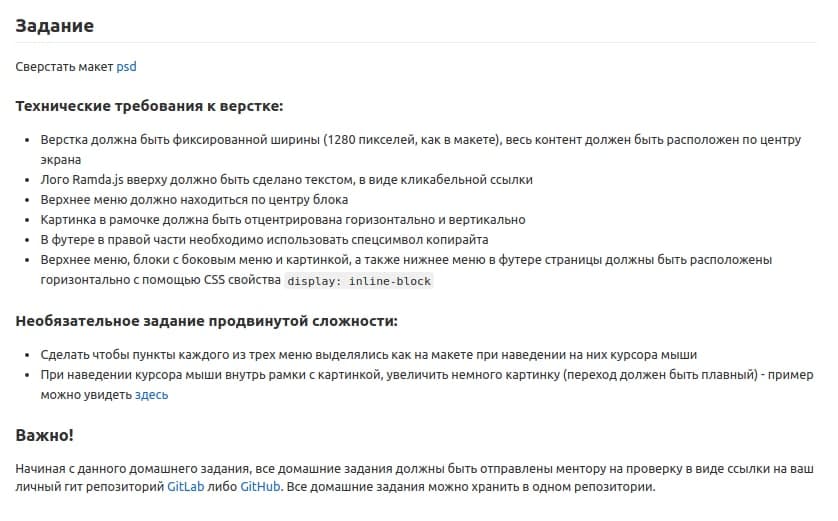 Задание
Сверстать макет psd
Технические требования к верстке:
• Верстка должна быть фиксированной ширины (1280 пикселей, как в макете), весь контент должен быть расположен по центру
экрана
• Лого Ramda.js вверху должно быть сделано текстом, в виде кликабельной ссылки
• Верхнее меню должно находиться по центру блока
• Картинка в рамочке должна быть отцентрирована горизонтально и вертикально
• В футере в правой части необходимо использовать спецсимвол копирайта
• Верхнее меню, блоки с боковым меню и картинкой, а также нижнее меню в футере страницы должны быть расположены
горизонтально с помощью CSS свойства display: inline-block
Необязательное задание продвинутой сложности:
• Сделать чтобы пункты каждого из трех меню выделялись как на макете при наведении на них курсора мыши
• При наведении курсора мыши внутрь рамки с картинкой, увеличить немного картинку (переход должен быть плавный) - пример
можно увидеть здесь
Важно!
Начиная с данного домашнего задания, все домашние задания должны быть отправлены ментору на проверку в виде ссылки на ваш
личный гит репозиторий GitLab либо GitHub. Все домашние задания можно хранить в одном репозитории.